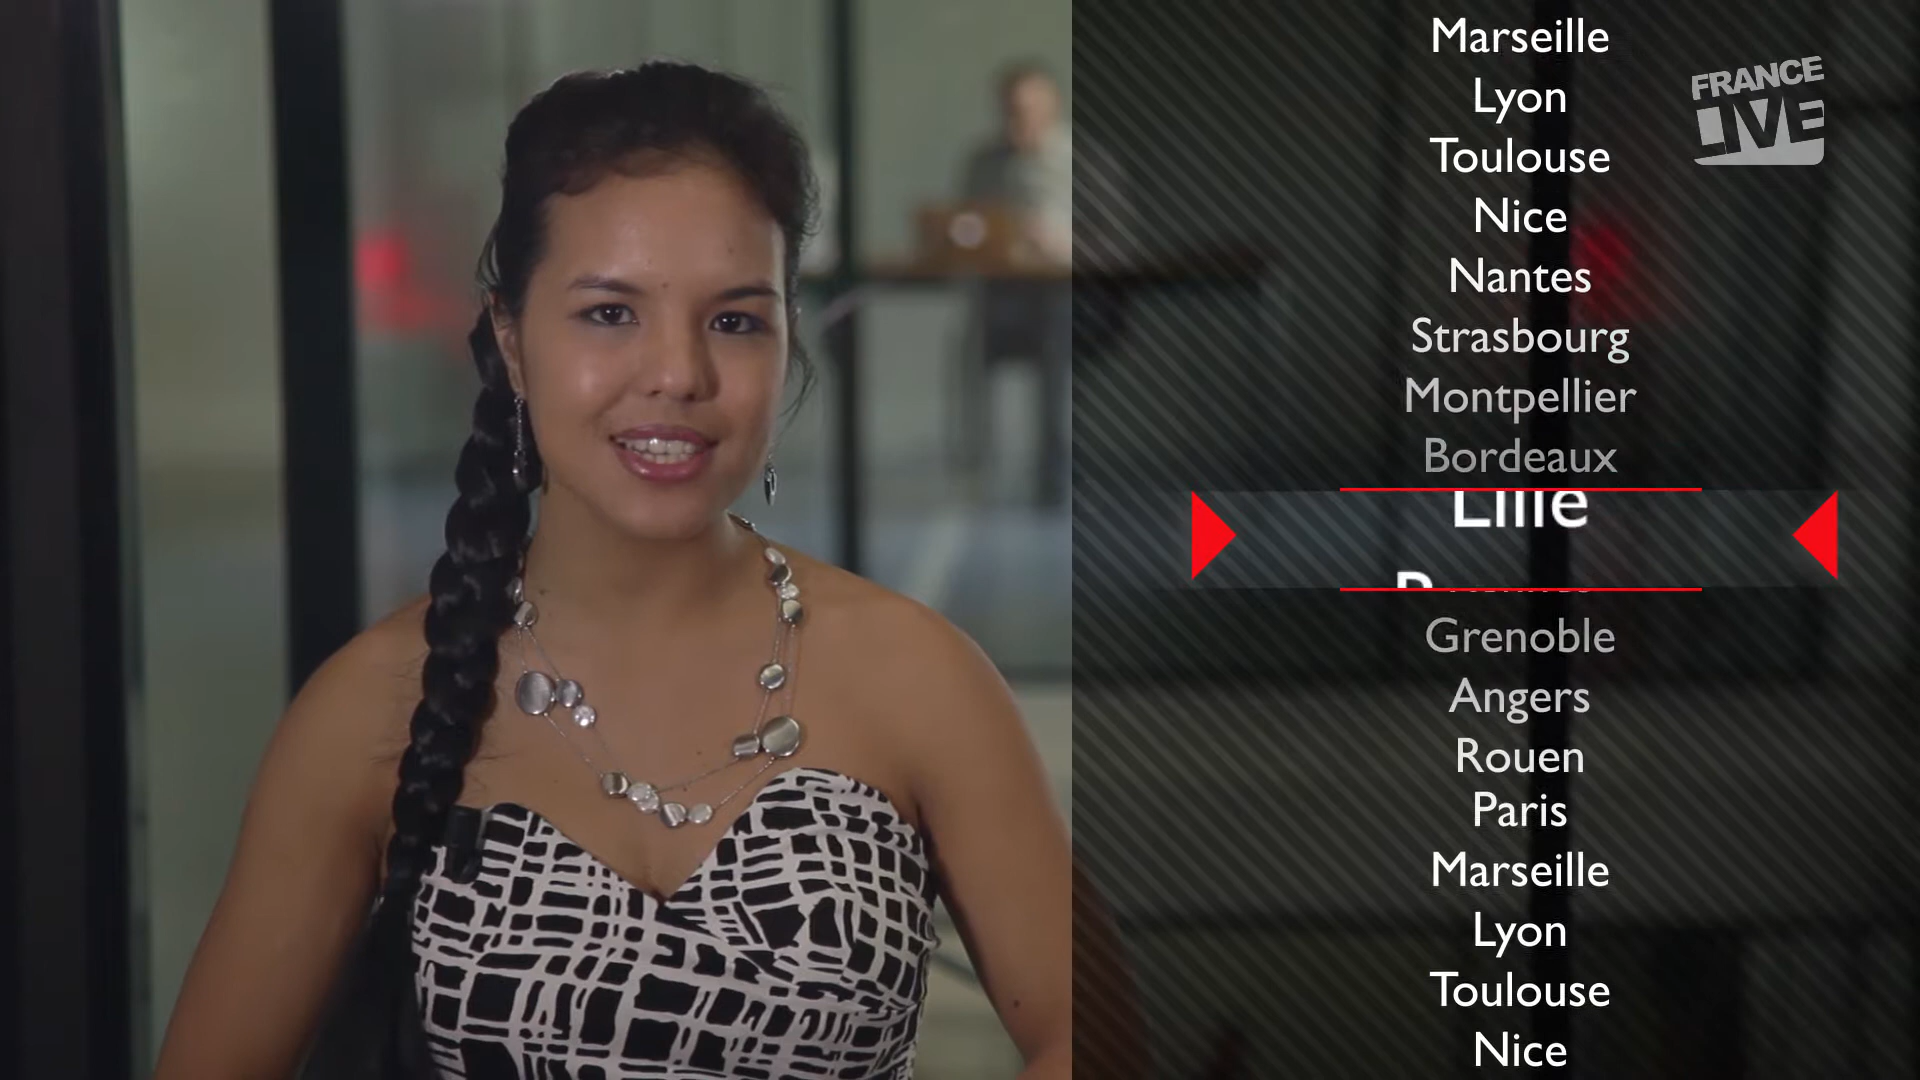 Marseille
Lyon
Toulouse
Nice
Nantes
Strasbourg
Montpellier
Bordeaux
Lille
Grenoble
Angers
Rouen
Paris
Marseille
Lyon
Toulouse
Nice
FRANCE
LIVE